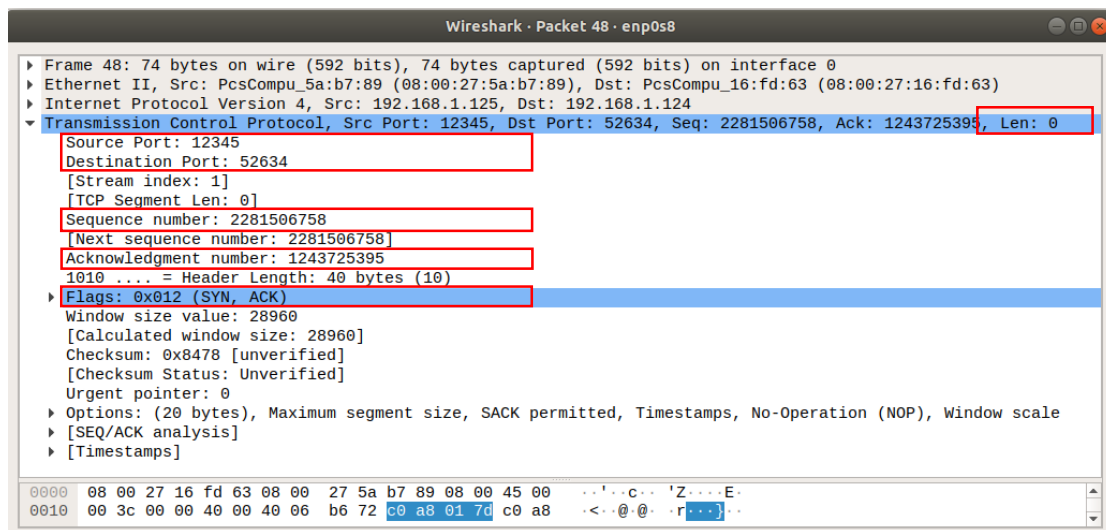 Wireshark · Packet 48 · enp0s8
Frame 48: 74 bytes on wire (592 bits), 74 bytes captured (592 bits) on interface 0
Ethernet II, Src: PcsCompu_5a:b7:89 (08:00:27:5a:b7:89), Dst: PcsCompu_16:fd:63 (08:00:27:16:fd:63)
Internet Protocol Version 4, Src: 192.168.1.125, Dst: 192.168.1.124
Transmission Control Protocol, Src Port: 12345, Dst Port: 52634, Seq: 2281506758, Ack: 1243725395, Len: 0
Source Port: 12345
Destination Port: 52634
[Stream index: 1]
[TCP Segment Len: 0]
Sequence number: 2281506758
[Next sequence number: 2281506758]
Acknowledgment number: 1243725395
1010 .... = Header Length: 40 bytes (10)
Flags: 0x012 (SYN, ACK)
Window size value: 28960
[Calculated window size: 28960]
Checksum: 0x8478 [unverified]
[Checksum Status: Unverified]
Urgent pointer: 0
Options: (20 bytes), Maximum segment size, SACK permitted, Timestamps, No-Operation (NOP), Window scale
[SEQ/ACK analysis]
[Timestamps]
0000 08 00 27 16 fd 63 08 00 27 5a b7 89 08 00 45 00 ··'··c·· 'Z····E·
0010 00 3c 00 00 40 00 40 06 b6 72 c0 a8 01 7d c0 a8 ·<··@·@· ·r···}··